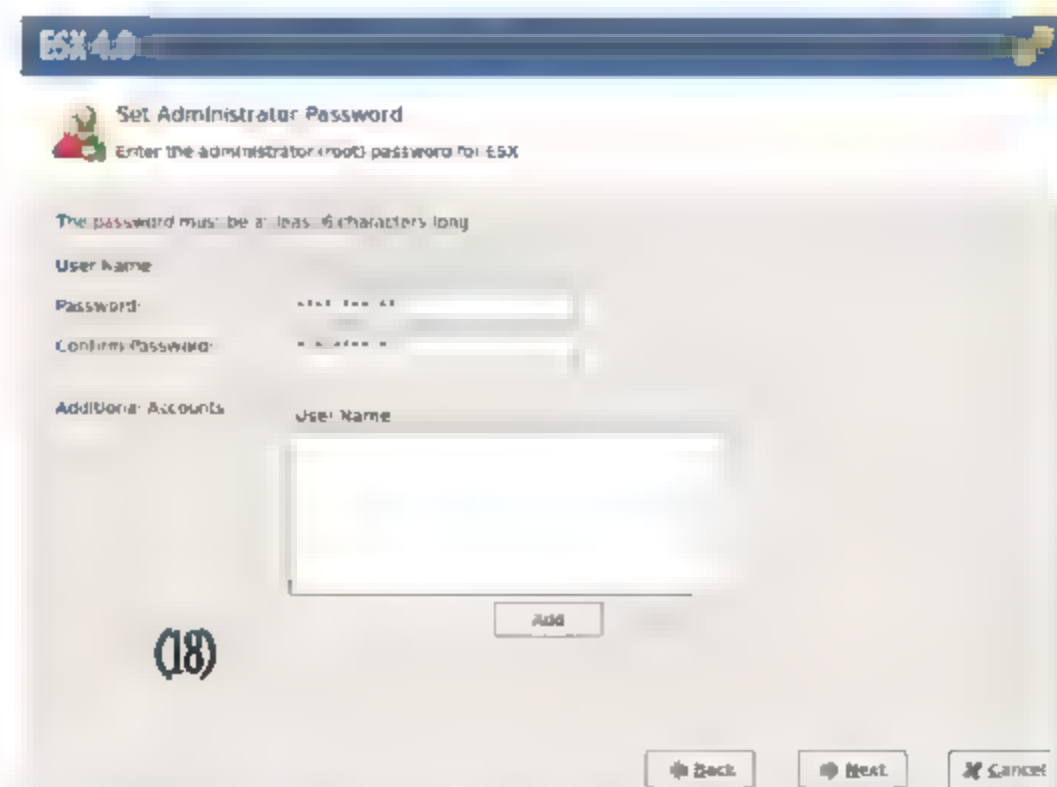 ESX 4.0
Set Administrator Password
Enter the administrator (root) password for ESX
The password must be at least 6 characters long
User Name
Password:
Confirm Password:
Additional Accounts
User Name
Add
(18)
Back
Next
Cancel